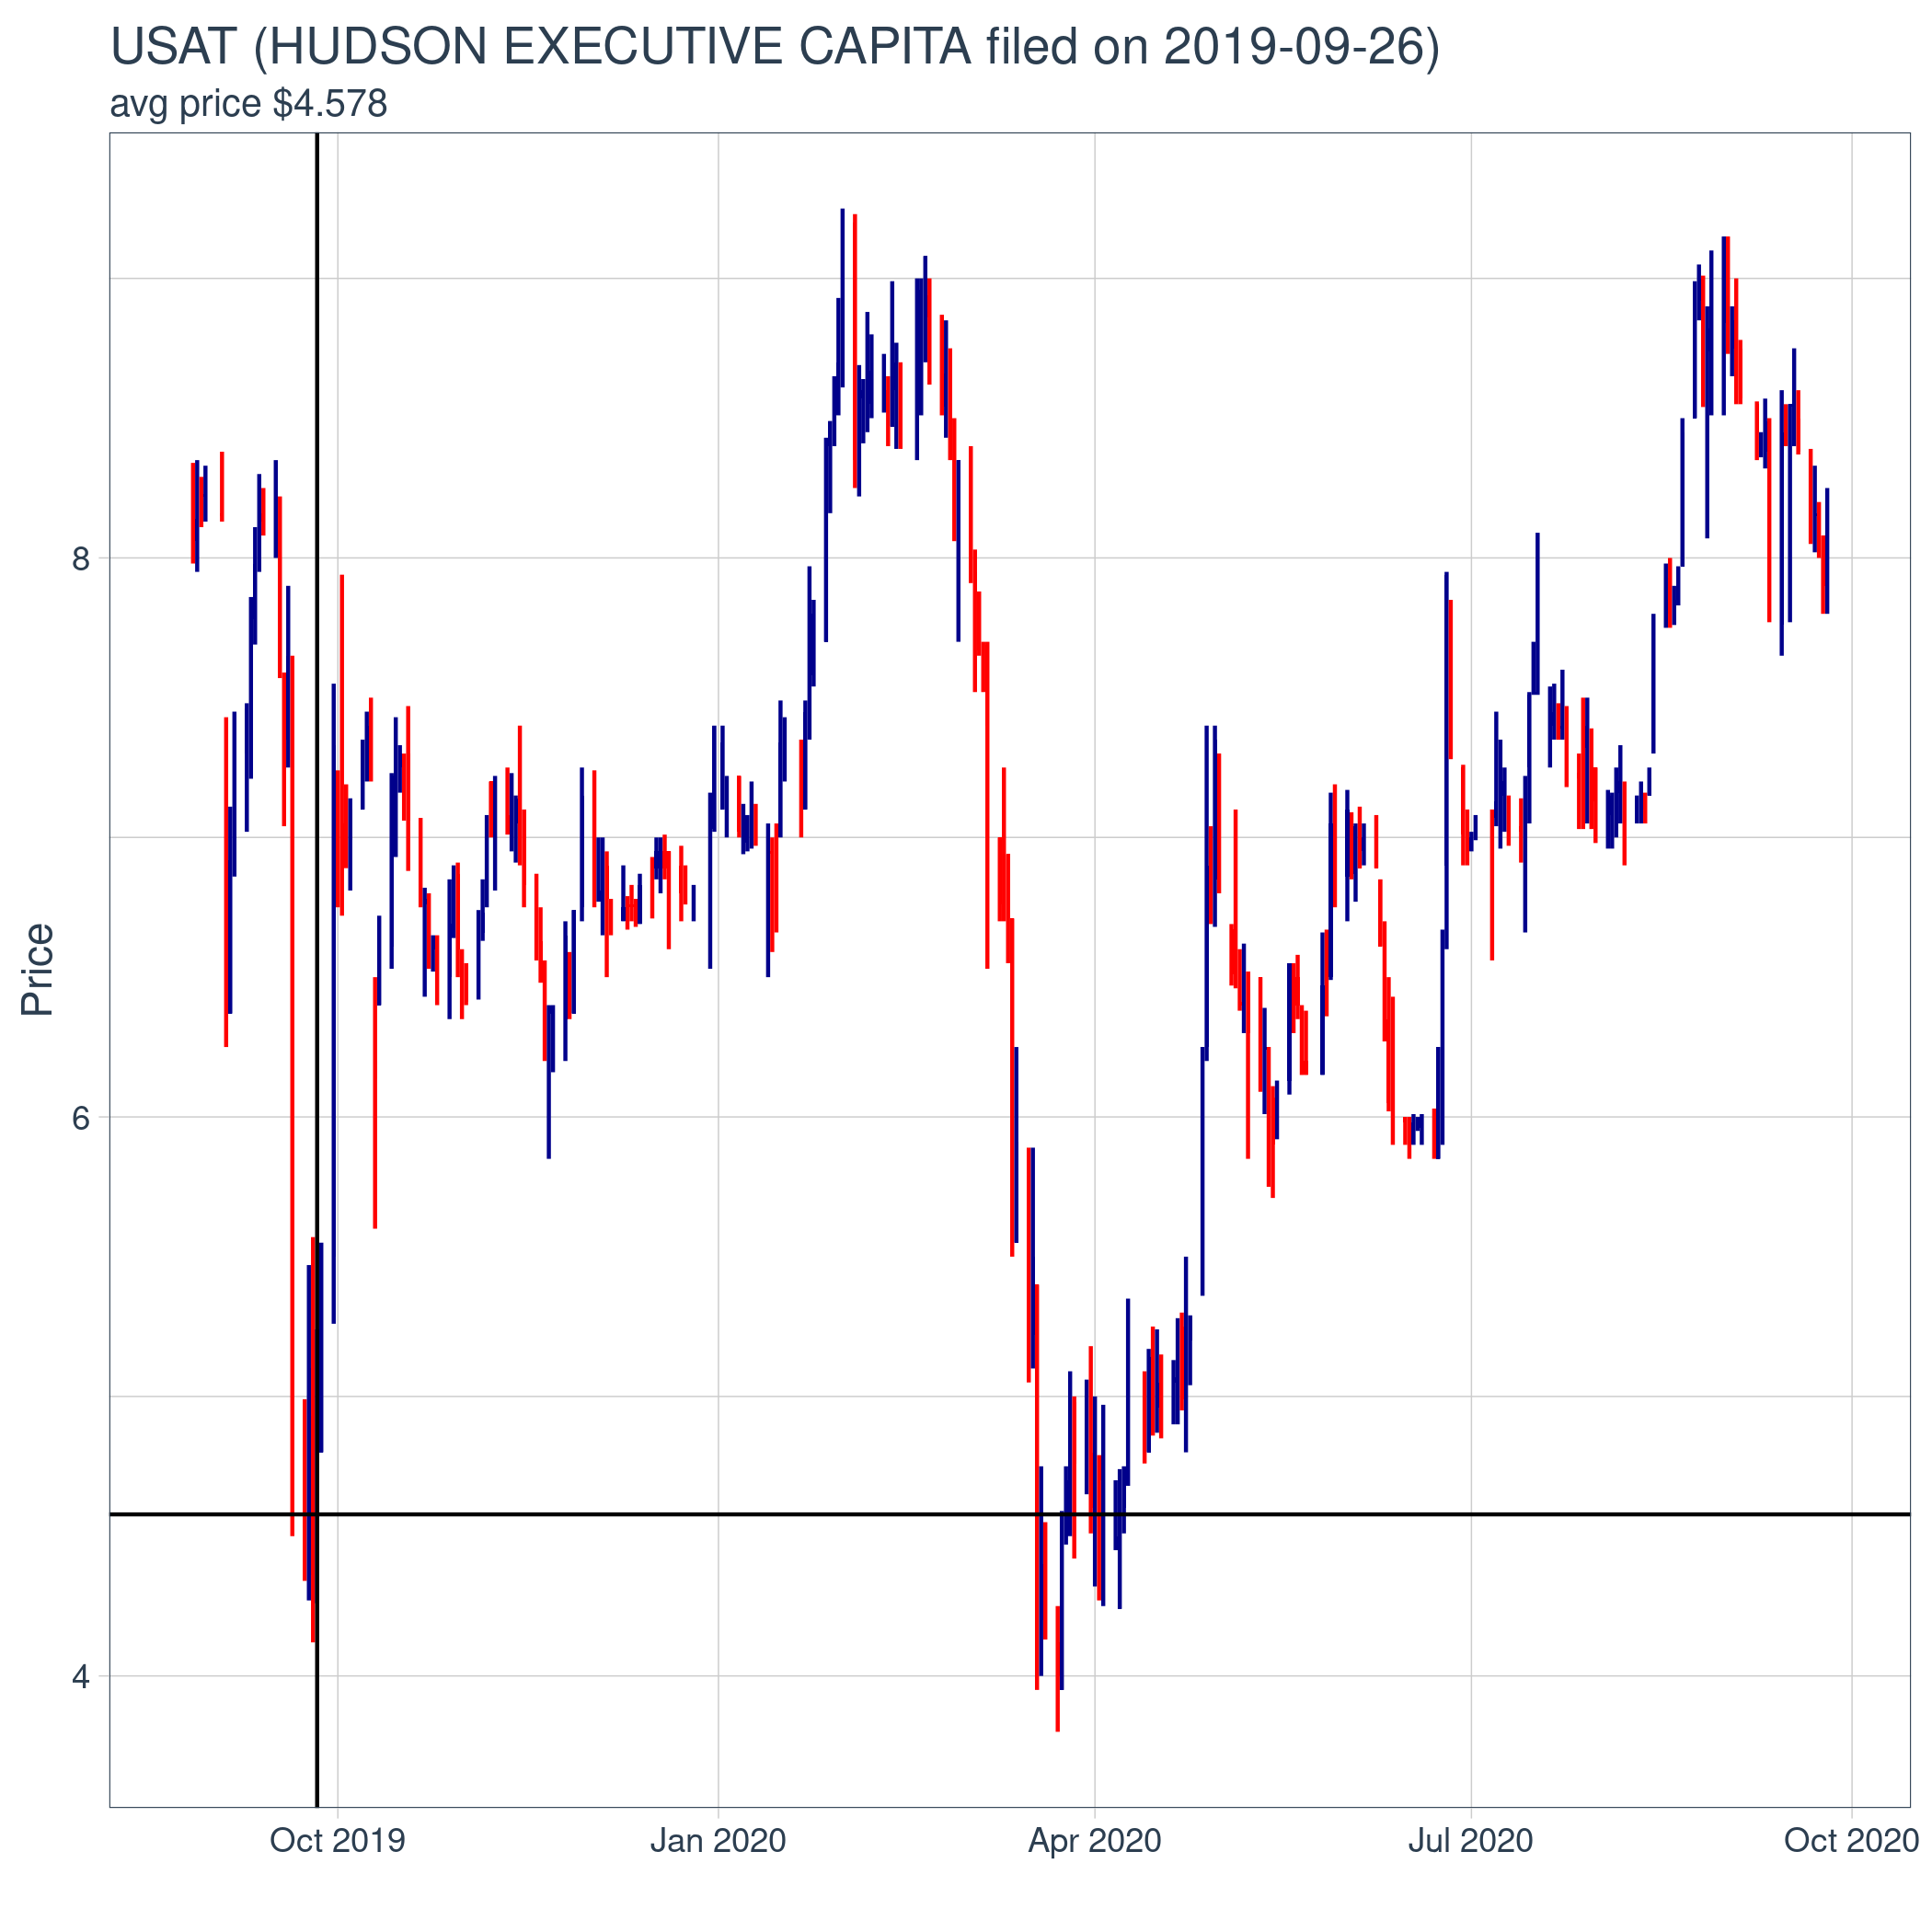 USAT (HUDSON EXECUTIVE CAPITA filed on 2019-09-26)
avg price $4.578
Price
8
6
4
Oct 2019
Jan 2020
Apr 2020
Jul 2020
Oct 2020